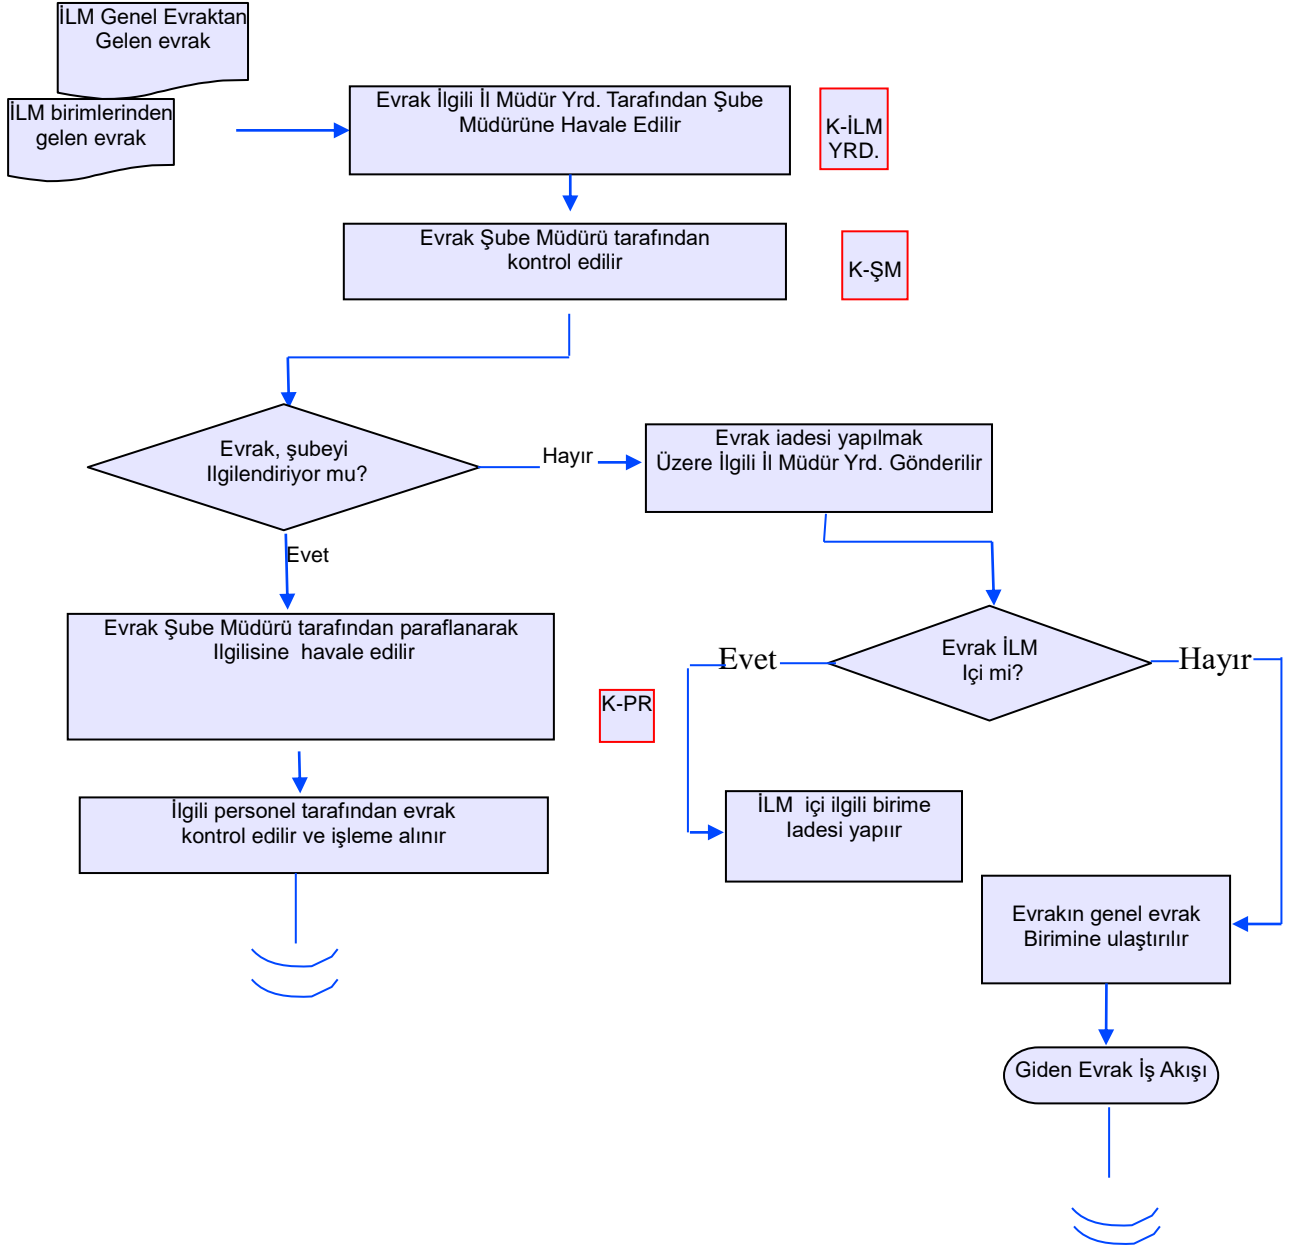 İLM Genel Evraktan
Gelen evrak
İLM birimlerinden
gelen evrak
Evrak İlgili İl Müdür Yrd. Tarafından Şube
Müdürüne Havale Edilir
K-İLM
YRD.
Evrak Şube Müdürü tarafından
kontrol edilir
K-ŞM
Evrak, şubeyi
Ilgilendiriyor mu?
Hayır
Evrak iadesi yapılmak
Üzere İlgili İl Müdür Yrd. Gönderilir
Evet
Evrak Şube Müdürü tarafından paraflanarak
Ilgilisine havale edilir
K-PR
Evrak İLM
Içi mi?
Evet
Hayır
İlgili personel tarafından evrak
kontrol edilir ve işleme alınır
İLM içi ilgili birime
Iadesi yapıır
Evrakın genel evrak
Birimine ulaştırılır
Giden Evrak İş Akışı